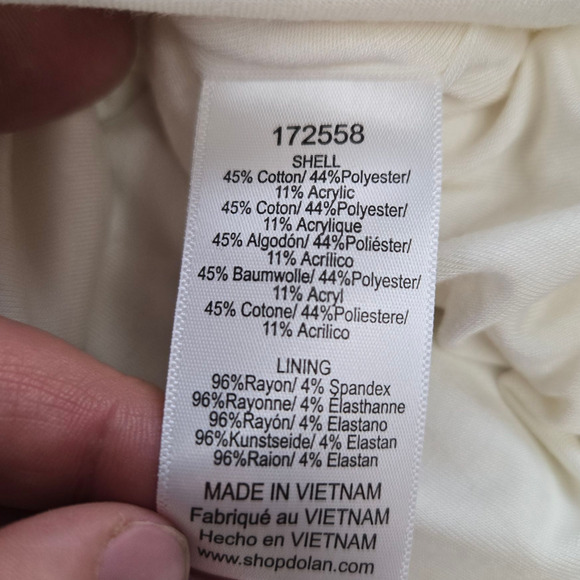 172558
SHELL
45% Cotton/ 44%Polyester/
11% Acrylic
45% Coton/ 44%Polyester/
11% Acrylique
45% Algodón/ 44%Poliéster/
11% Acrílico
45% Baumwolle/ 44%Polyester/
11% Acryl
45% Cotone/ 44%Poliestere/
11% Acrilico
LINING
96%Rayon/ 4% Spandex
96%Rayonne/ 4% Élasthanne
96%Rayón/ 4% Elastano
96%Kunstseide/ 4% Elastan
96%Raion/ 4% Elastan
MADE IN VIETNAM
Fabriqué au VIETNAM
Hecho en VIETNAM
www.shopdolan.com